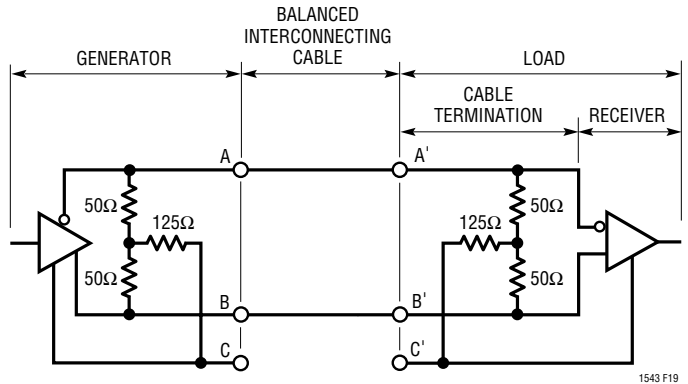 BALANCED
INTERCONNECTING
CABLE
GENERATOR
LOAD
CABLE
TERMINATION
RECEIVER
A
A'
50Ω
125Ω
50Ω
125Ω
50Ω
50Ω
B
B'
C
C'
1543 F19